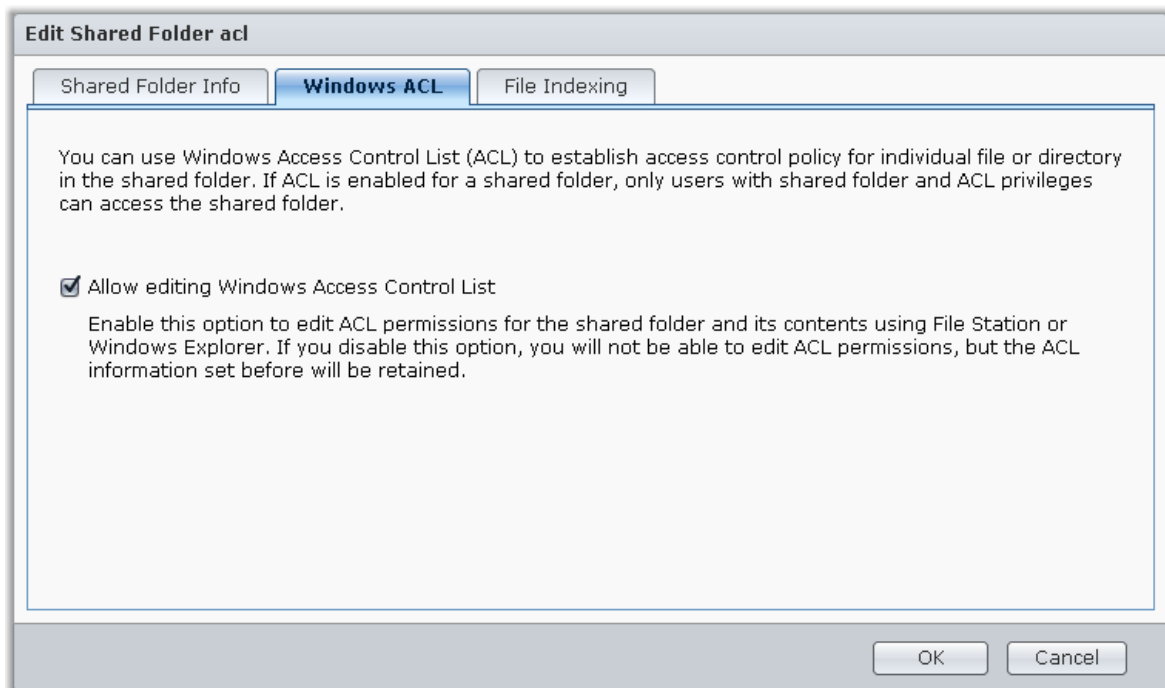 Edit Shared Folder acl
Shared Folder Info
Windows ACL
File Indexing
You can use Windows Access Control List (ACL) to establish access control policy for individual file or directory
in the shared folder. If ACL is enabled for a shared folder, only users with shared folder and ACL privileges
can access the shared folder.
Allow editing Windows Access Control List
Enable this option to edit ACL permissions for the shared folder and its contents using File Station or
Windows Explorer. If you disable this option, you will not be able to edit ACL permissions, but the ACL
information set before will be retained.
OK
Cancel